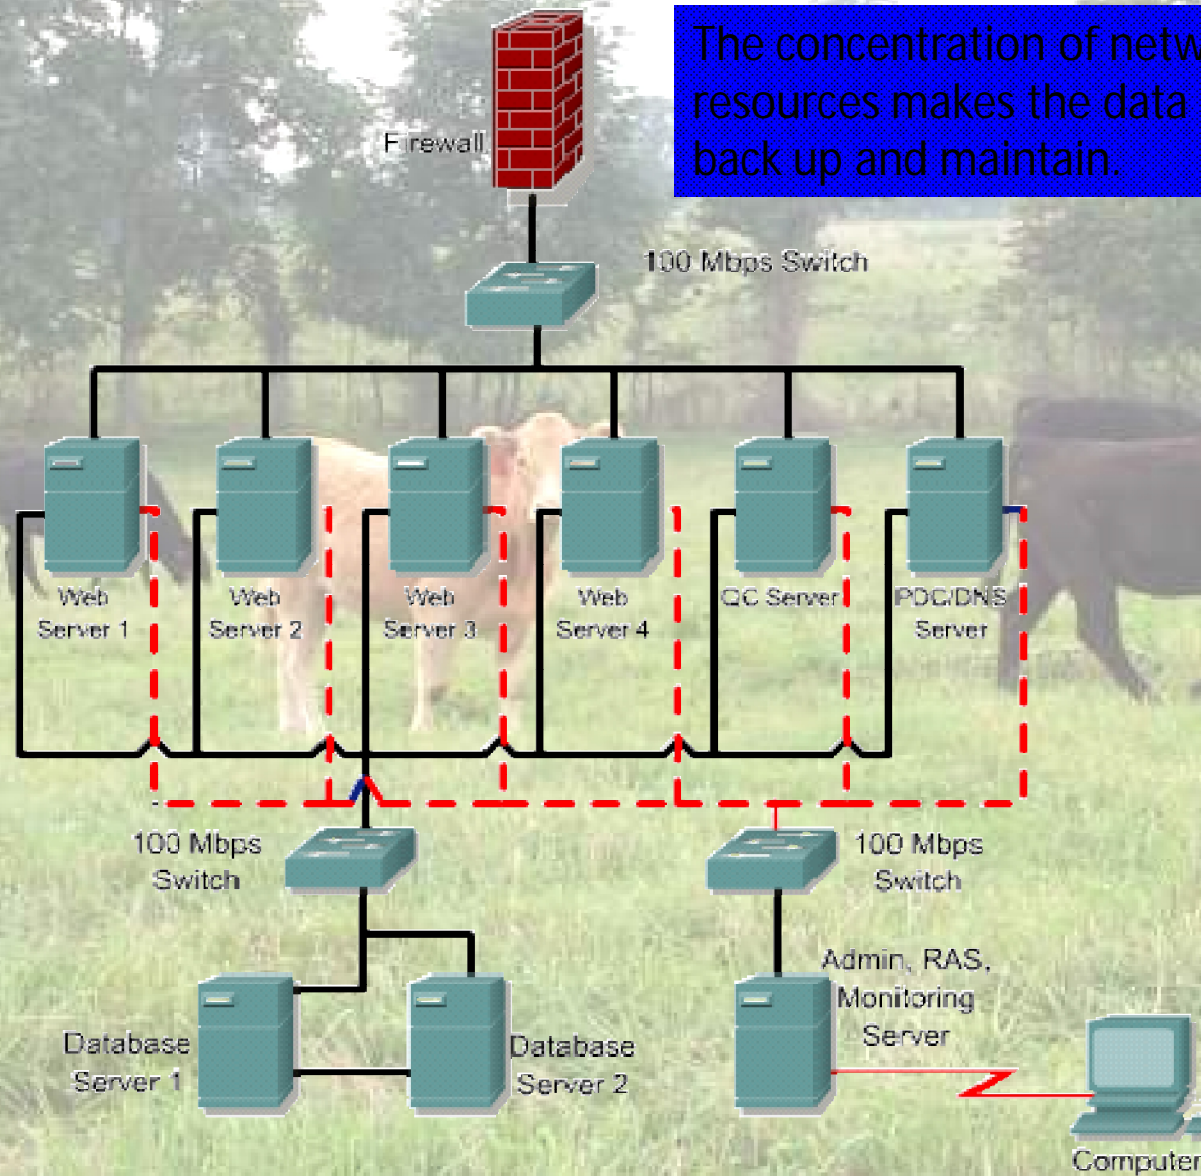 The concentration of
resources makes the data
back up and maintain.
Firewall
100 Mbps Switch
Web
Server 1
Web
Server 2
Web
Server 3
Web
Server 4
QC Server
PDC/DNS
Server
100 Mbps
Switch
100 Mbps
Switch
Admin, RAS,
Monitoring
Server
Database
Server 1
Database
Server 2
Computer